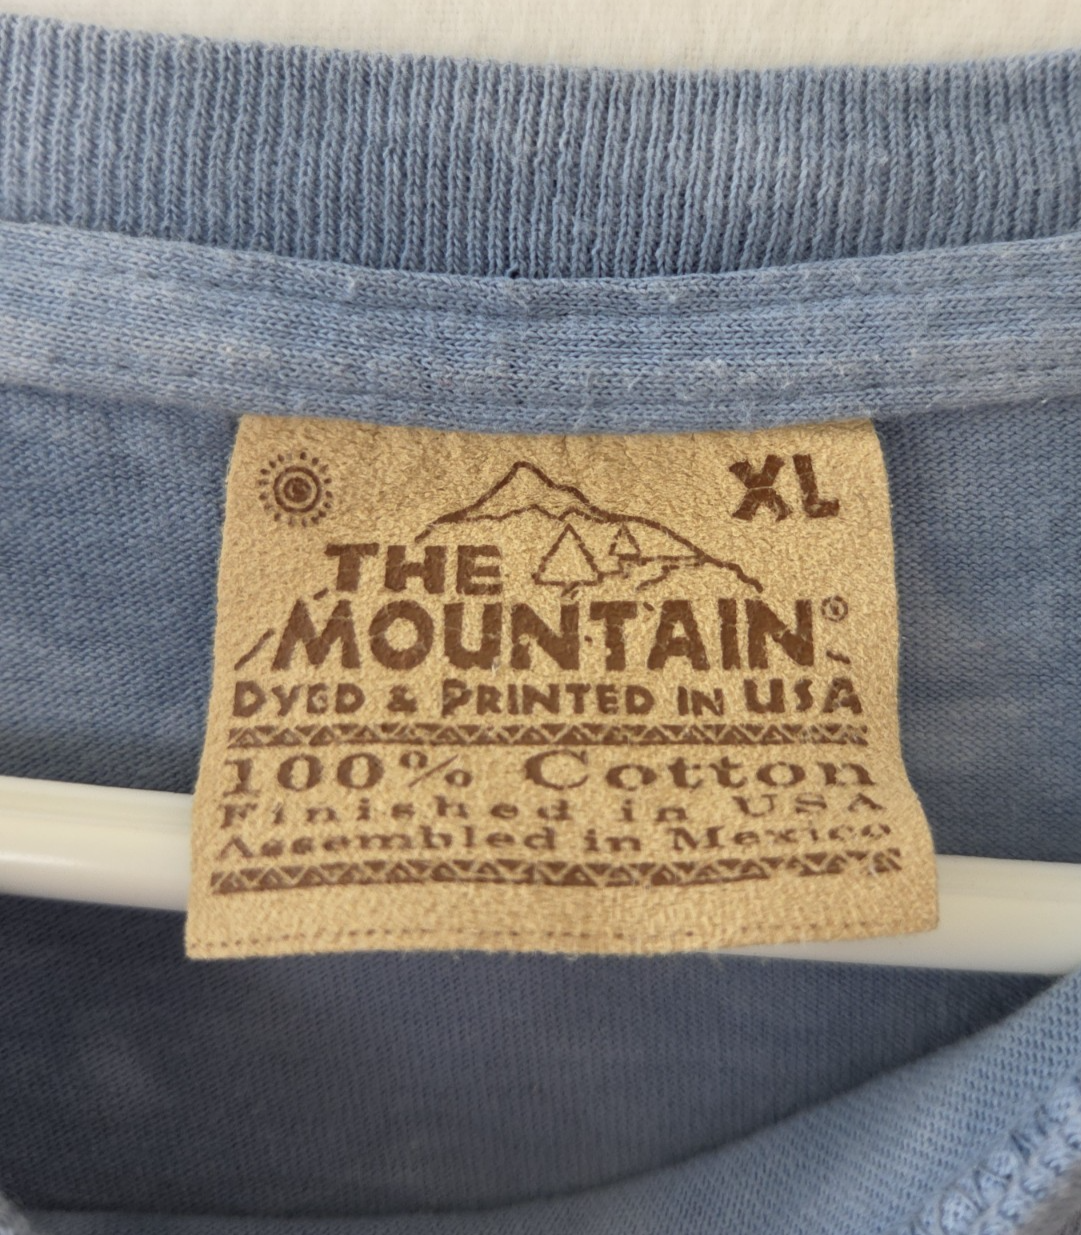 XL
THE
MOUNTAIN®
DYED & PRINTED IN USA
100% Cotton
Finished in USA
Assembled in Mexico